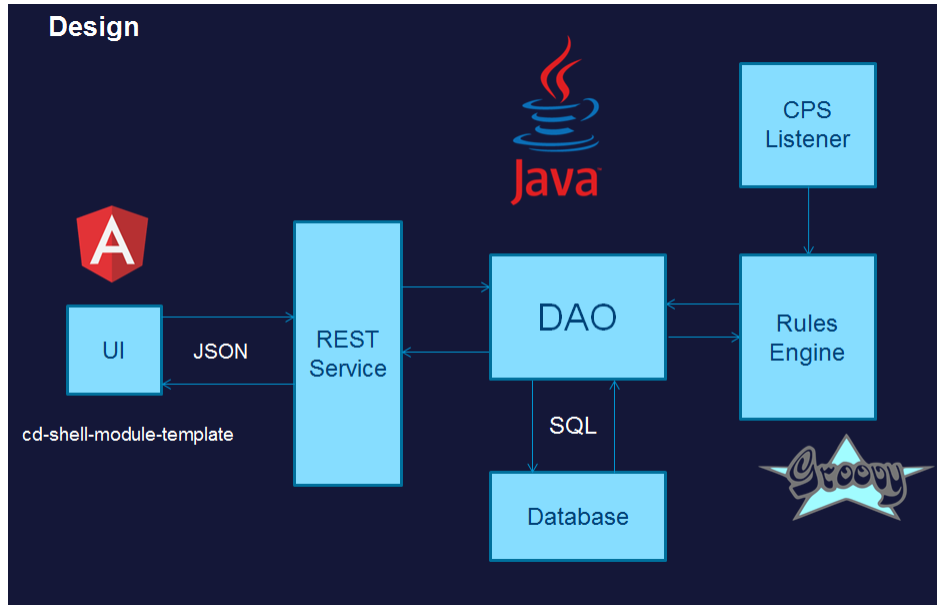 Design
Java
CPS
Listener
A
UI
JSON
REST
Service
DAO
Rules
Engine
cd-shell-module-template
SQL
Database
Groovy